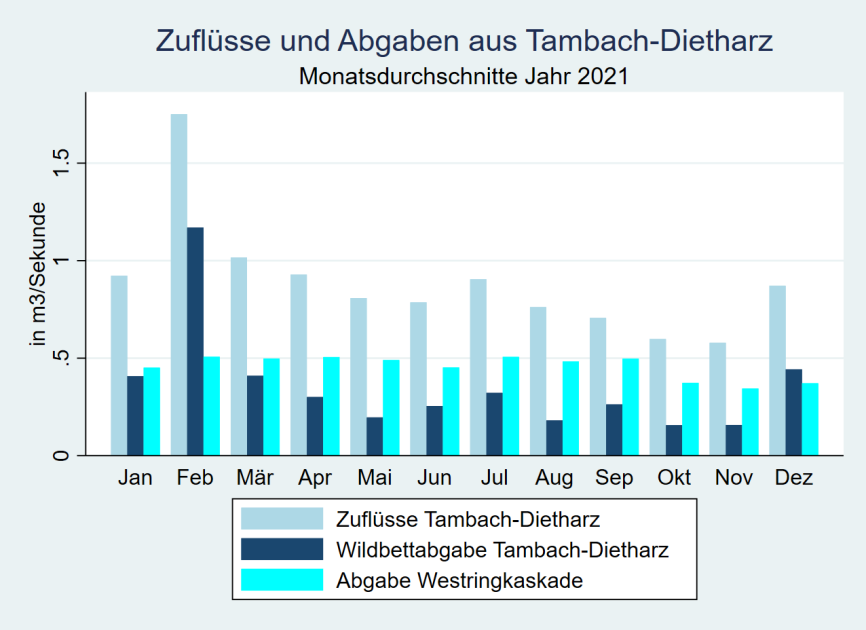 Zuflüsse und Abgaben aus Tambach-Dietharz
Monatsdurchschnitte Jahr 2021
in m3/Sekunde
1.5
1
.5
0
Jan Feb Mär Apr Mai Jun Jul Aug Sep Okt Nov Dez
Zuflüsse Tambach-Dietharz
Wildbettabgabe Tambach-Dietharz
Abgabe Westringkaskade